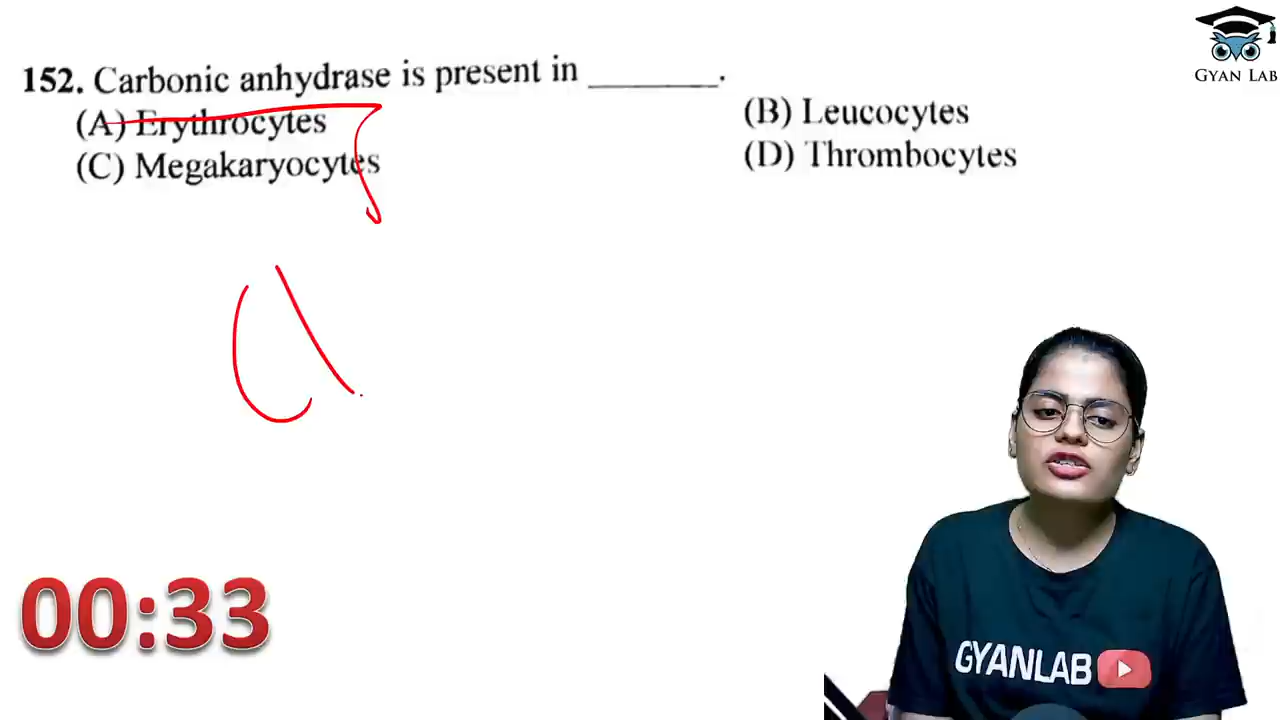 GYAN LAB
152. Carbonic anhydrase is present in ________.
(A) Erythrocytes (B) Leucocytes
(C) Megakaryocytes (D) Thrombocytes
00:33
GYANLAB